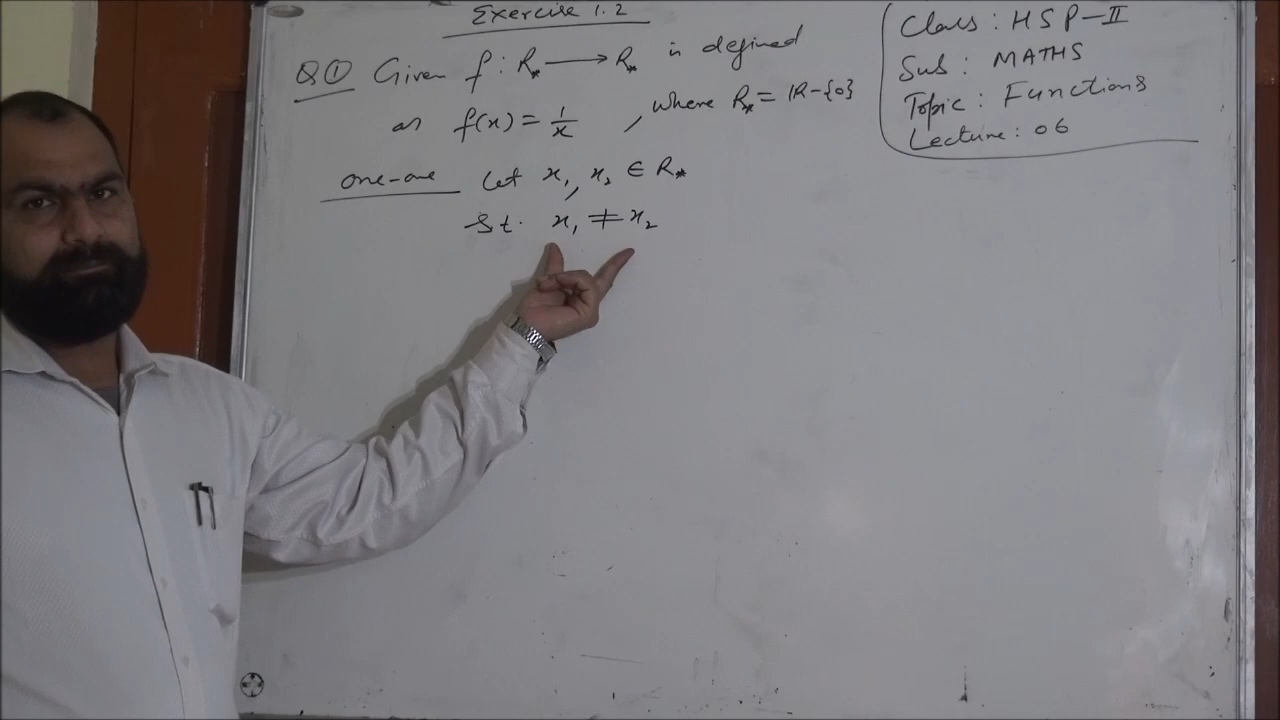 Exercise 1.2
Q① Given f : R* ⟶ R* is defined
as f(x) = 1/x , where R* = IR-{0}
one-one Let x₁, x₂ ∈ R*
s.t. x₁ ≠ x₂
Class : HSP-II
Sub : MATHS
Topic : Functions
Lecture : 06